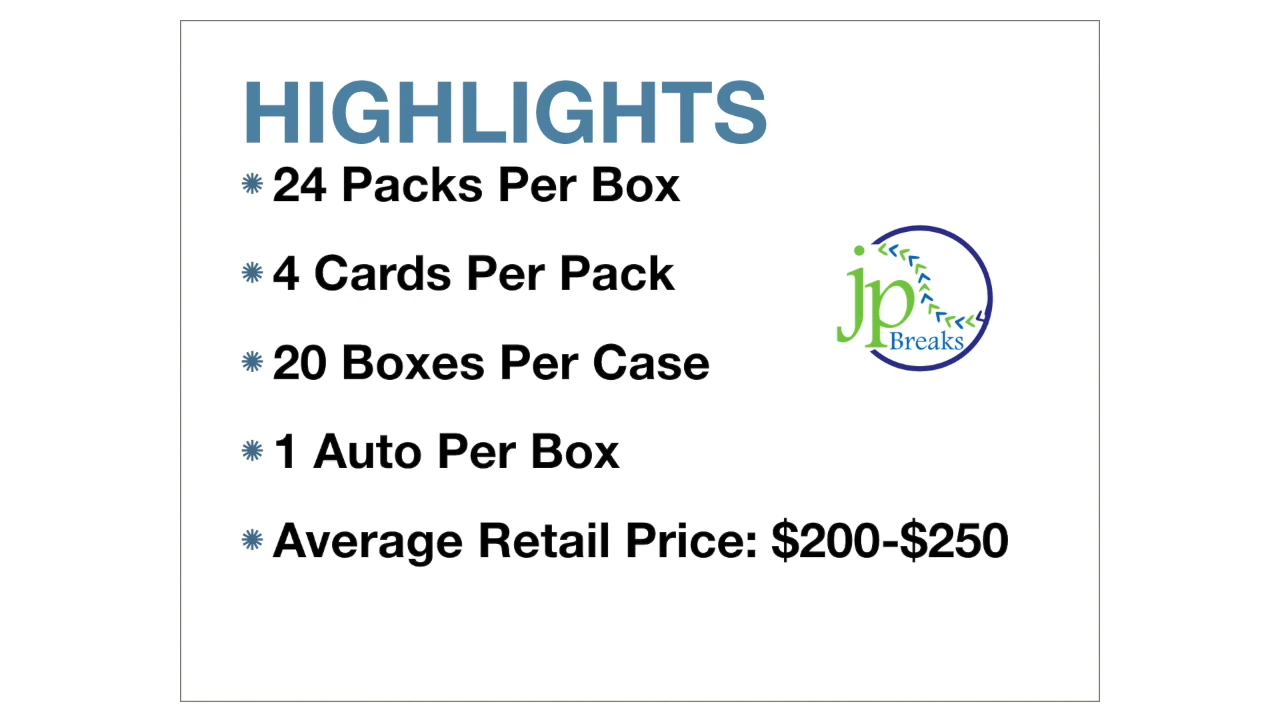 HIGHLIGHTS
24 Packs Per Box
4 Cards Per Pack
20 Boxes Per Case
1 Auto Per Box
Average Retail Price: $200-$250
jp
Breaks